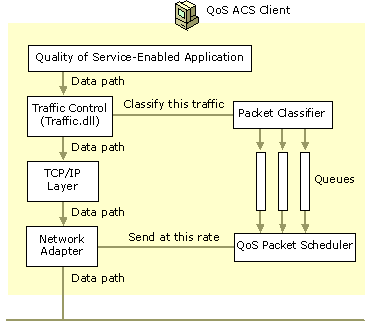 QoS ACS Client
Quality of Service-Enabled Application
Data path
Traffic Control
(Traffic.dll)
Classify this traffic
Packet Classifier
Data path
TCP/IP
Layer
Queues
Data path
Network
Adapter
Send at this rate
QoS Packet Scheduler
Data path